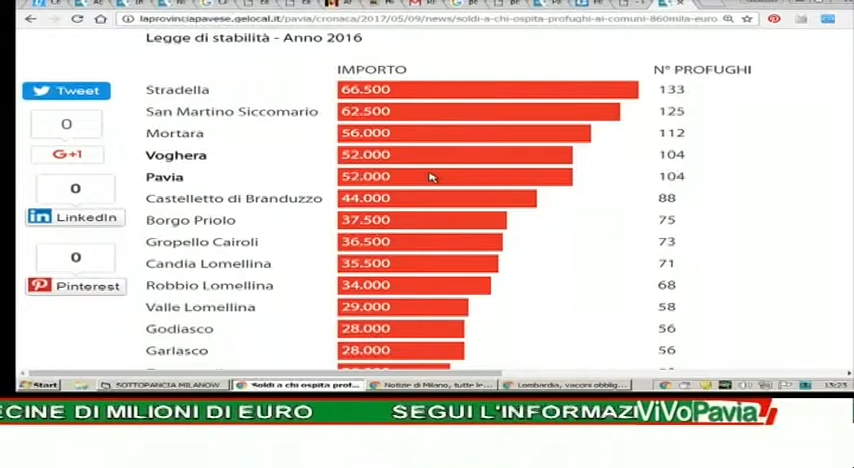 laprovinciapavese.gelocal.it/pavia/cronaca/2017/05/09/news/soldi-a-chi-ospita-profughi-ai-comuni-860mila-euro
Legge di stabilità - Anno 2016
IMPORTO N° PROFUGHI
Tweet
0
G+1
0
LinkedIn
0
Pinterest
Stradella 66.500 133
San Martino Siccomario 62.500 125
Mortara 56.000 112
Voghera 52.000 104
Pavia 52.000 104
Castelletto di Branduzzo 44.000 88
Borgo Priolo 37.500 75
Gropello Cairoli 36.500 73
Candia Lomellina 35.500 71
Robbio Lomellina 34.000 68
Valle Lomellina 29.000 58
Godiasco 28.000 56
Garlasco 28.000 56
Start SOTTOPANCIA MILANOW Soldi a chi ospita prof... Notizie di Milano, tutte le... Lombardia, vaccini obblig... 13:23
ECINE DI MILIONI DI EURO SEGUI L'INFORMAZI ViVoPavia